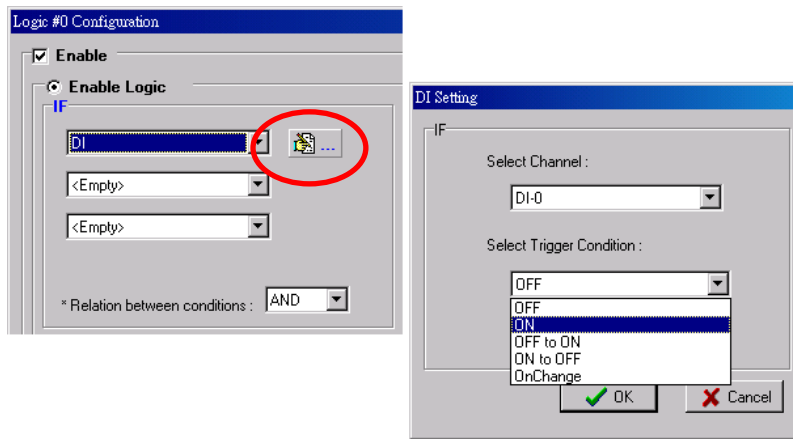 Logic #0 Configuration
Enable
Enable Logic
IF
DI
...
<Empty>
<Empty>
* Relation between conditions :
AND
DI Setting
IF
Select Channel :
DI-0
Select Trigger Condition :
OFF
OFF
ON
OFF to ON
ON to OFF
OnChange
OK
Cancel